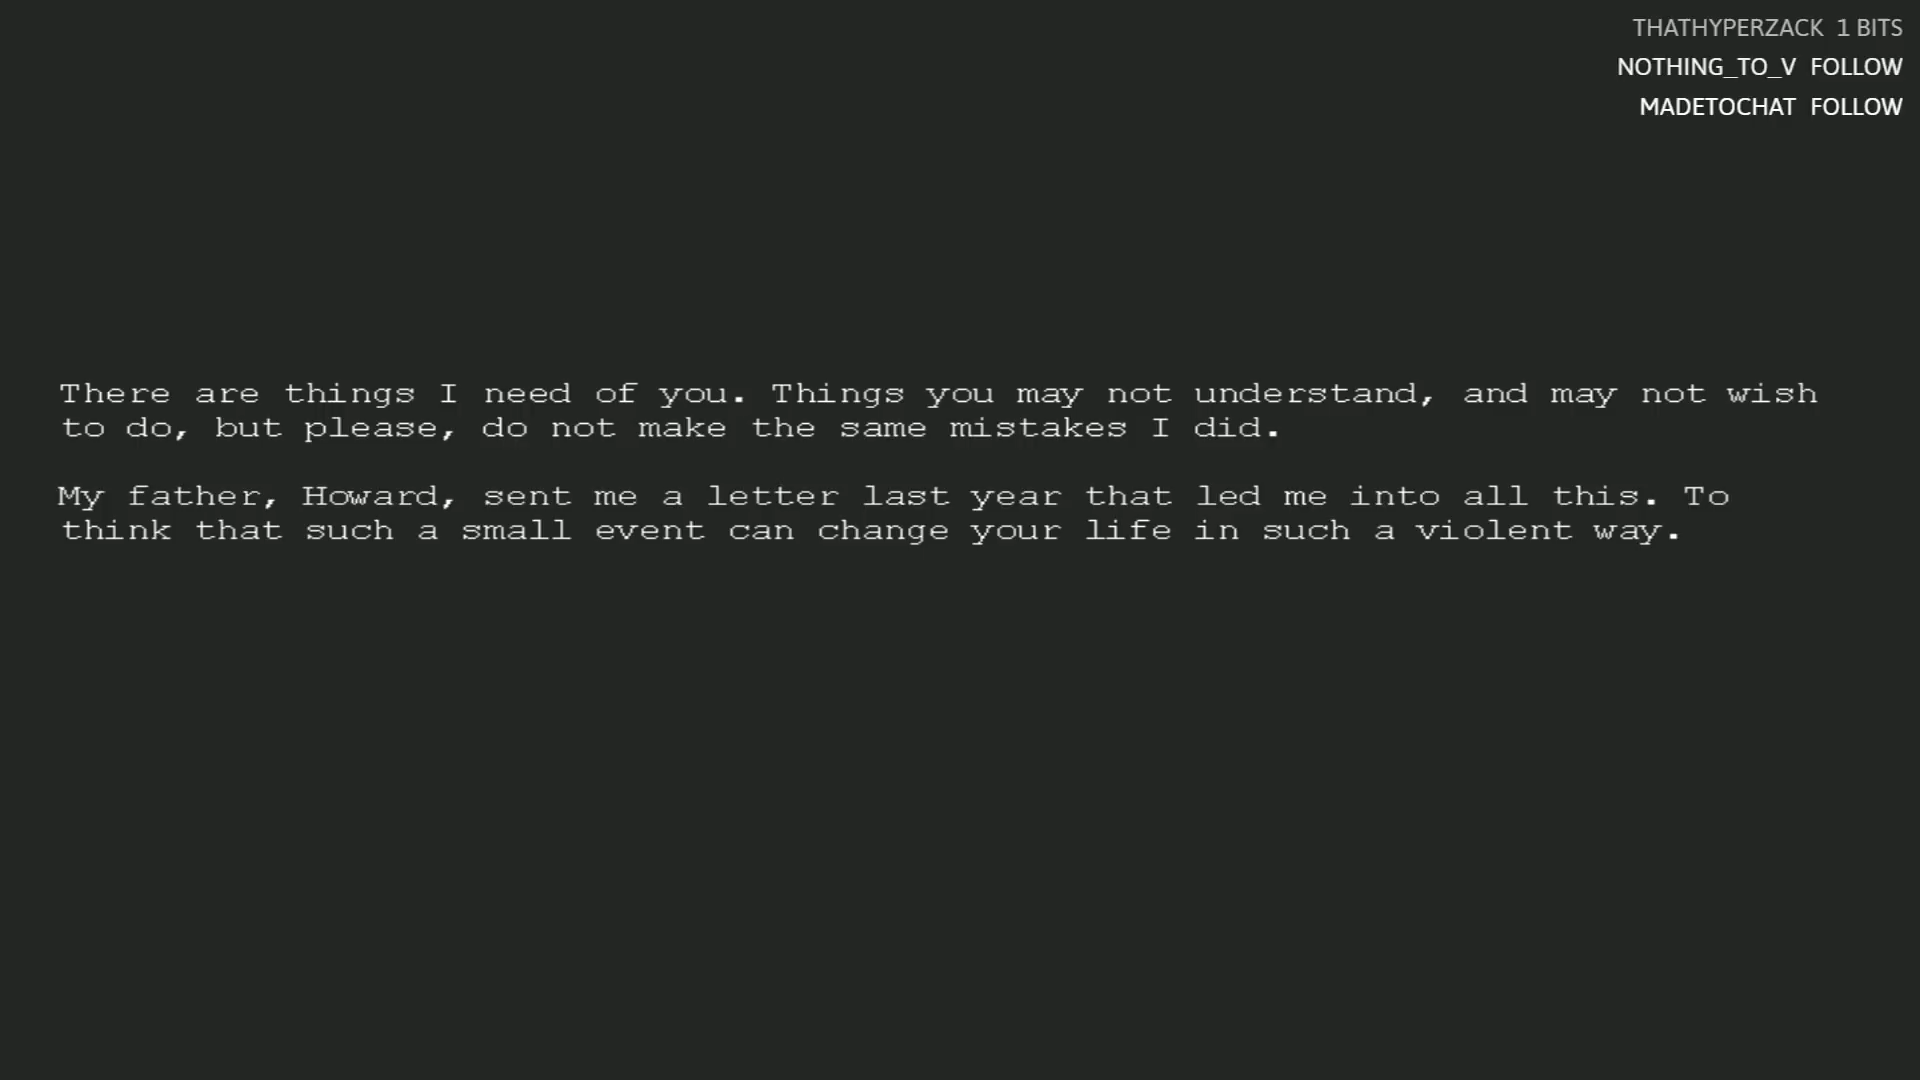 THATHYPERZACK 1 BITS
NOTHING_TO_V FOLLOW
MADETOCHAT FOLLOW
There are things I need of you. Things you may not understand, and may not wish
to do, but please, do not make the same mistakes I did.
My father, Howard, sent me a letter last year that led me into all this. To
think that such a small event can change your life in such a violent way.